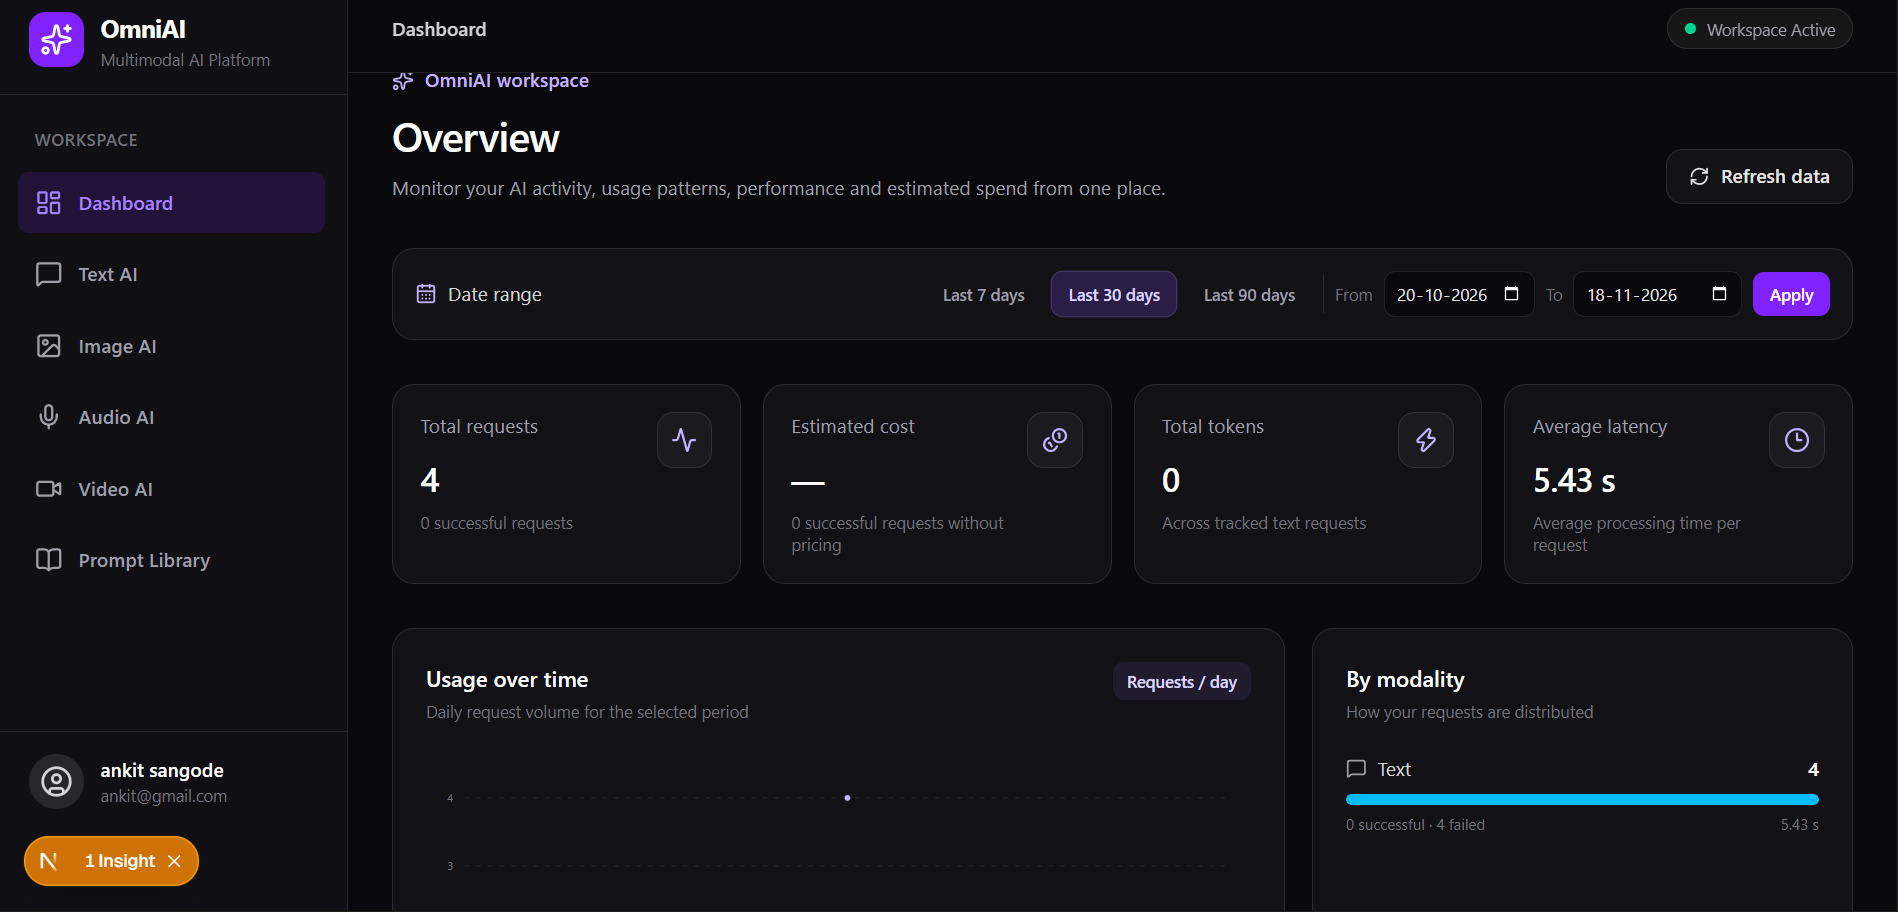 OmniAI
Multimodal AI Platform
WORKSPACE
Dashboard
Text AI
Image AI
Audio AI
Video AI
Prompt Library
ankit sangode
ankit@gmail.com
N 1 Insight
Dashboard
Workspace Active
OmniAI workspace
Overview
Monitor your AI activity, usage patterns, performance and estimated spend from one place.
Refresh data
Date range
Last 7 days
Last 30 days
Last 90 days
From
20-10-2026
To
18-11-2026
Apply
Total requests
4
0 successful requests
Estimated cost
—
0 successful requests without
pricing
Total tokens
0
Across tracked text requests
Average latency
5.43 s
Average processing time per
request
Usage over time
Daily request volume for the selected period
Requests / day
4
3
By modality
How your requests are distributed
Text
4
0 successful · 4 failed
5.43 s